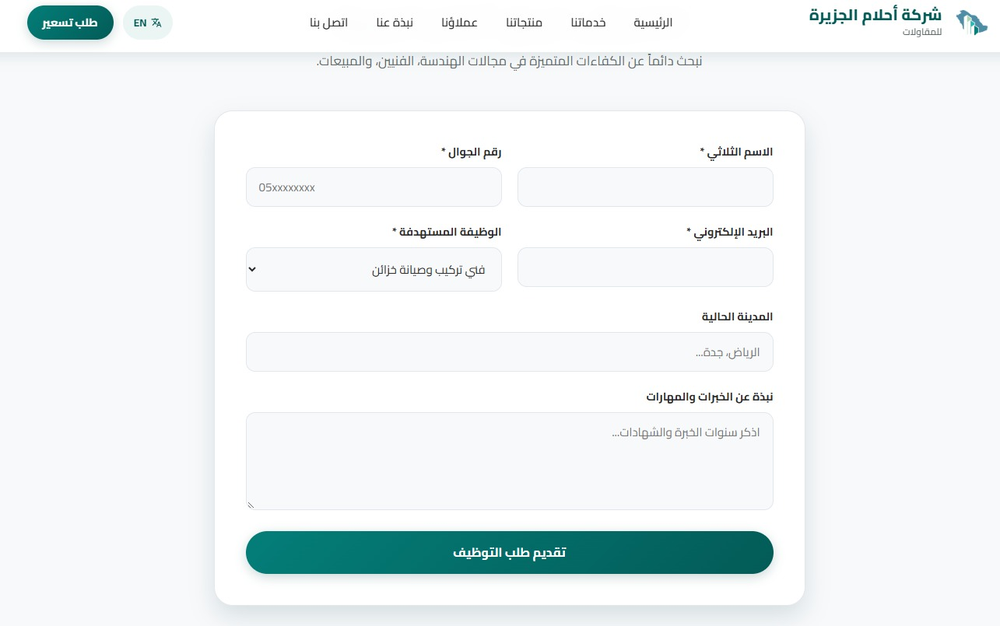 شركة أحلام الجزيرة
للمقاولات
الرئيسية
خدماتنا
منتجاتنا
عملاؤنا
نبذة عنا
اتصل بنا
EN
طلب تسعير
نبحث دائماً عن الكفاءات المتميزة في مجالات الهندسة، الفنيين، والمبيعات.
الاسم الثلاثي *
رقم الجوال *
05xxxxxxxx
البريد الإلكتروني *
الوظيفة المستهدفة *
فني تركيب وصيانة خزائن
المدينة الحالية
الرياض، جدة...
نبذة عن الخبرات والمهارات
اذكر سنوات الخبرة والشهادات...
تقديم طلب التوظيف